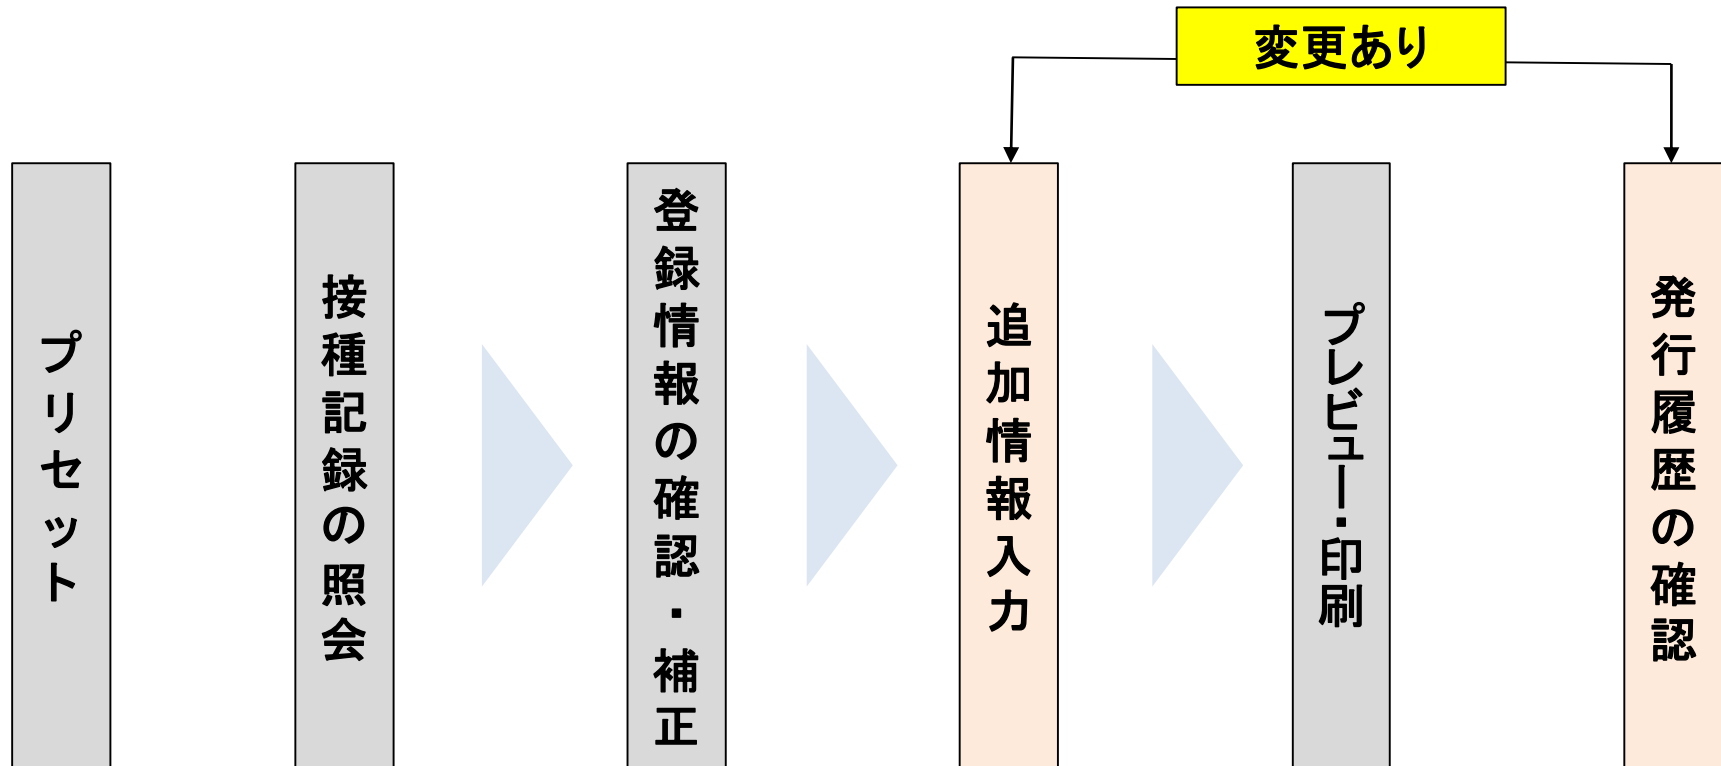 変更あり
プリセット
接種記録の照会
登録情報の確認・補正
追加情報入力
プレビュー・印刷
発行履歴の確認